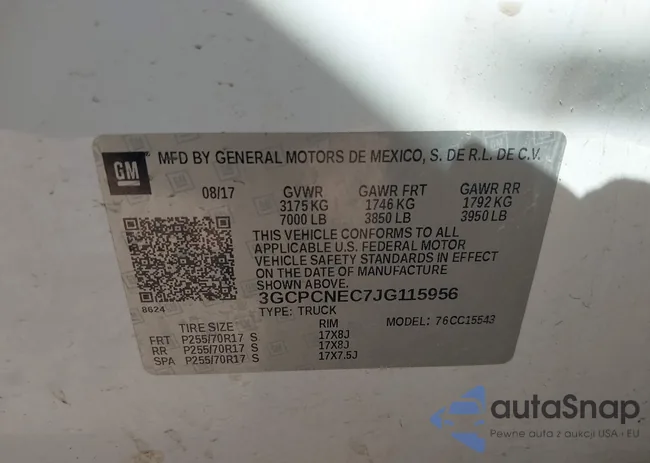 GM
MFD BY GENERAL MOTORS DE MEXICO, S. DE R.L. DE C.V.
08/17 GVWR GAWR FRT GAWR RR
3175 KG 1746 KG 1792 KG
7000 LB 3850 LB 3950 LB
THIS VEHICLE CONFORMS TO ALL
APPLICABLE U.S. FEDERAL MOTOR
VEHICLE SAFETY STANDARDS IN EFFECT
ON THE DATE OF MANUFACTURE
SHOWN ABOVE.
3GCPCNEC7JG115956
8624
TYPE: TRUCK MODEL: 76CC15543
TIRE SIZE RIM
FRT P255/70R17 S 17X8J
RR P255/70R17 S 17X8J
SPA P255/70R17 S 17X7.5J
autaSnap
Pewne auta z aukcji USA i EU